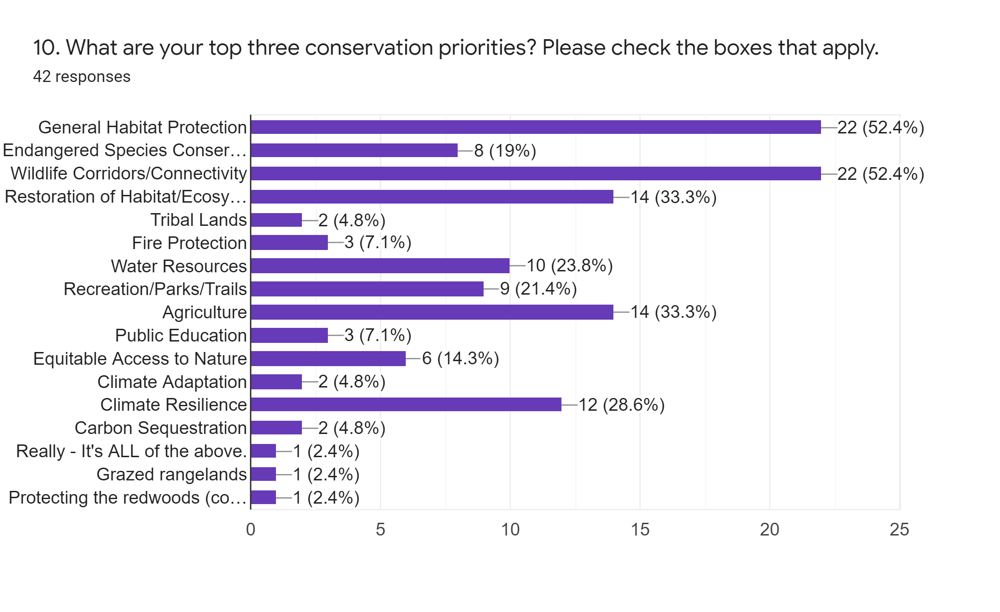 10. What are your top three conservation priorities? Please check the boxes that apply.
42 responses
General Habitat Protection 22 (52.4%)
Endangered Species Conser… 8 (19%)
Wildlife Corridors/Connectivity 22 (52.4%)
Restoration of Habitat/Ecosy… 14 (33.3%)
Tribal Lands 2 (4.8%)
Fire Protection 3 (7.1%)
Water Resources 10 (23.8%)
Recreation/Parks/Trails 9 (21.4%)
Agriculture 14 (33.3%)
Public Education 3 (7.1%)
Equitable Access to Nature 6 (14.3%)
Climate Adaptation 2 (4.8%)
Climate Resilience 12 (28.6%)
Carbon Sequestration 2 (4.8%)
Really - It's ALL of the above. 1 (2.4%)
Grazed rangelands 1 (2.4%)
Protecting the redwoods (co… 1 (2.4%)
0 5 10 15 20 25